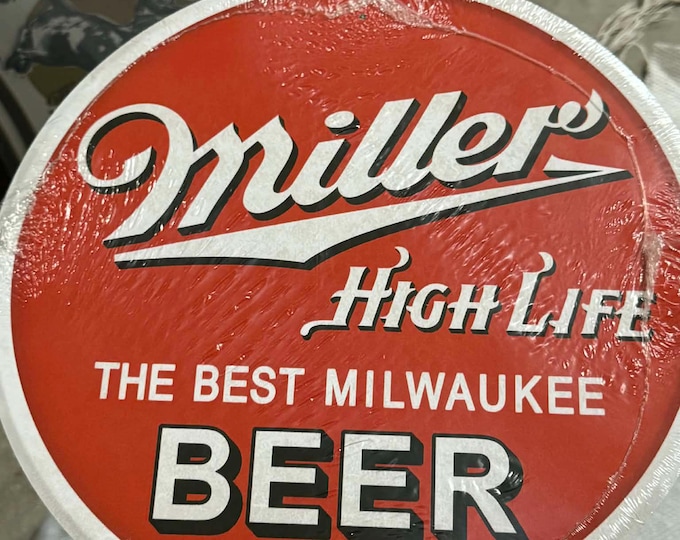 Miller
HIGH LIFE
THE BEST MILWAUKEE
BEER